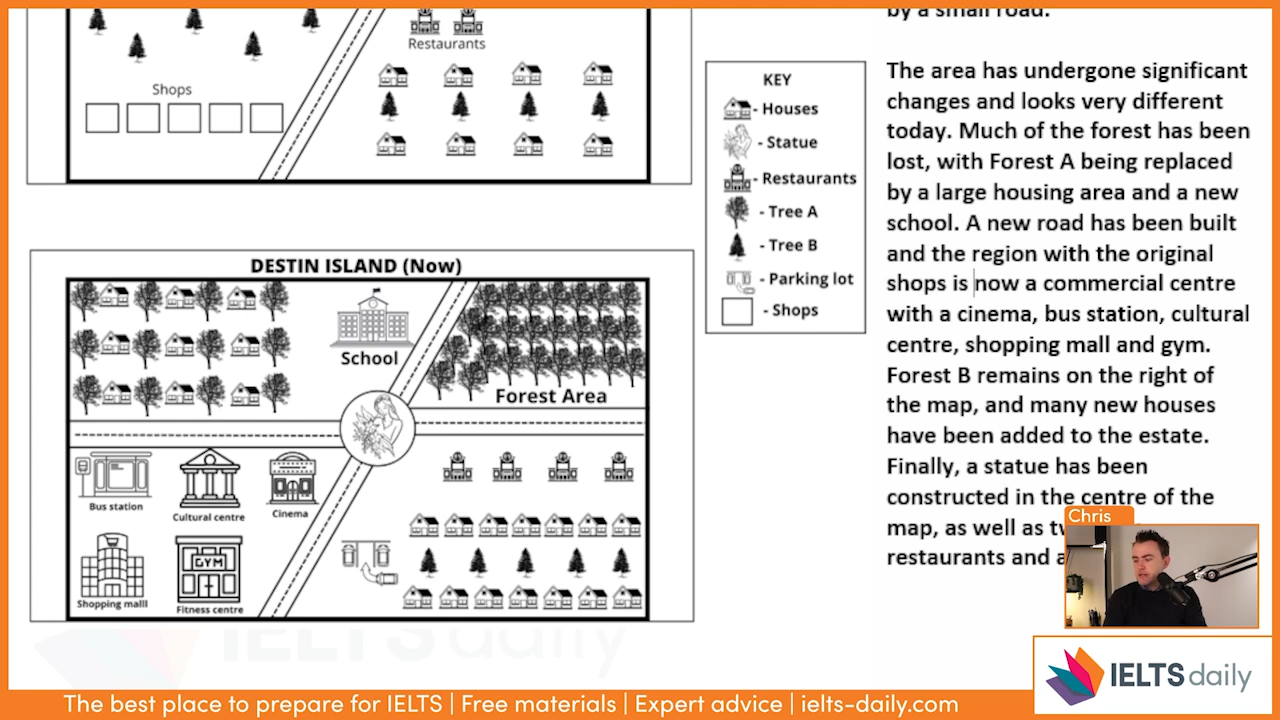 by a small road.
Restaurants
Shops
KEY
- Houses
- Statue
- Restaurants
- Tree A
- Tree B
- Parking lot
- Shops
DESTIN ISLAND (Now)
School
Forest Area
Bus station
Cultural centre
Cinema
GYM
Shopping malll
Fitness centre
The area has undergone significant
changes and looks very different
today. Much of the forest has been
lost, with Forest A being replaced
by a large housing area and a new
school. A new road has been built
and the region with the original
shops is now a commercial centre
with a cinema, bus station, cultural
centre, shopping mall and gym.
Forest B remains on the right of
the map, and many new houses
have been added to the estate.
Finally, a statue has been
constructed in the centre of the
map, as well as
restaurants and
Chris
IELTS daily
IELTS daily
The best place to prepare for IELTS | Free materials | Expert advice | ielts-daily.com